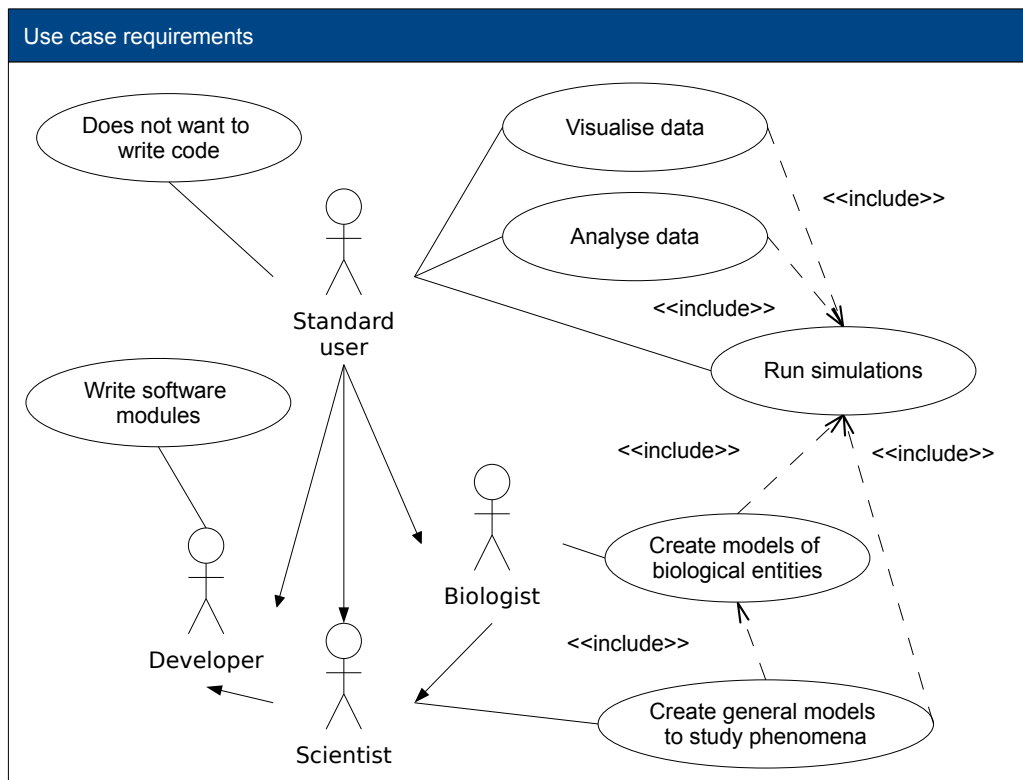 Use case requirements
Does not want to
write code
Visualise data
<<include>>
Analyse data
<<include>>
Standard
user
Run simulations
Write software
modules
<<include>>
<<include>>
Create models of
biological entities
Biologist
<<include>>
Developer
Create general models
to study phenomena
Scientist